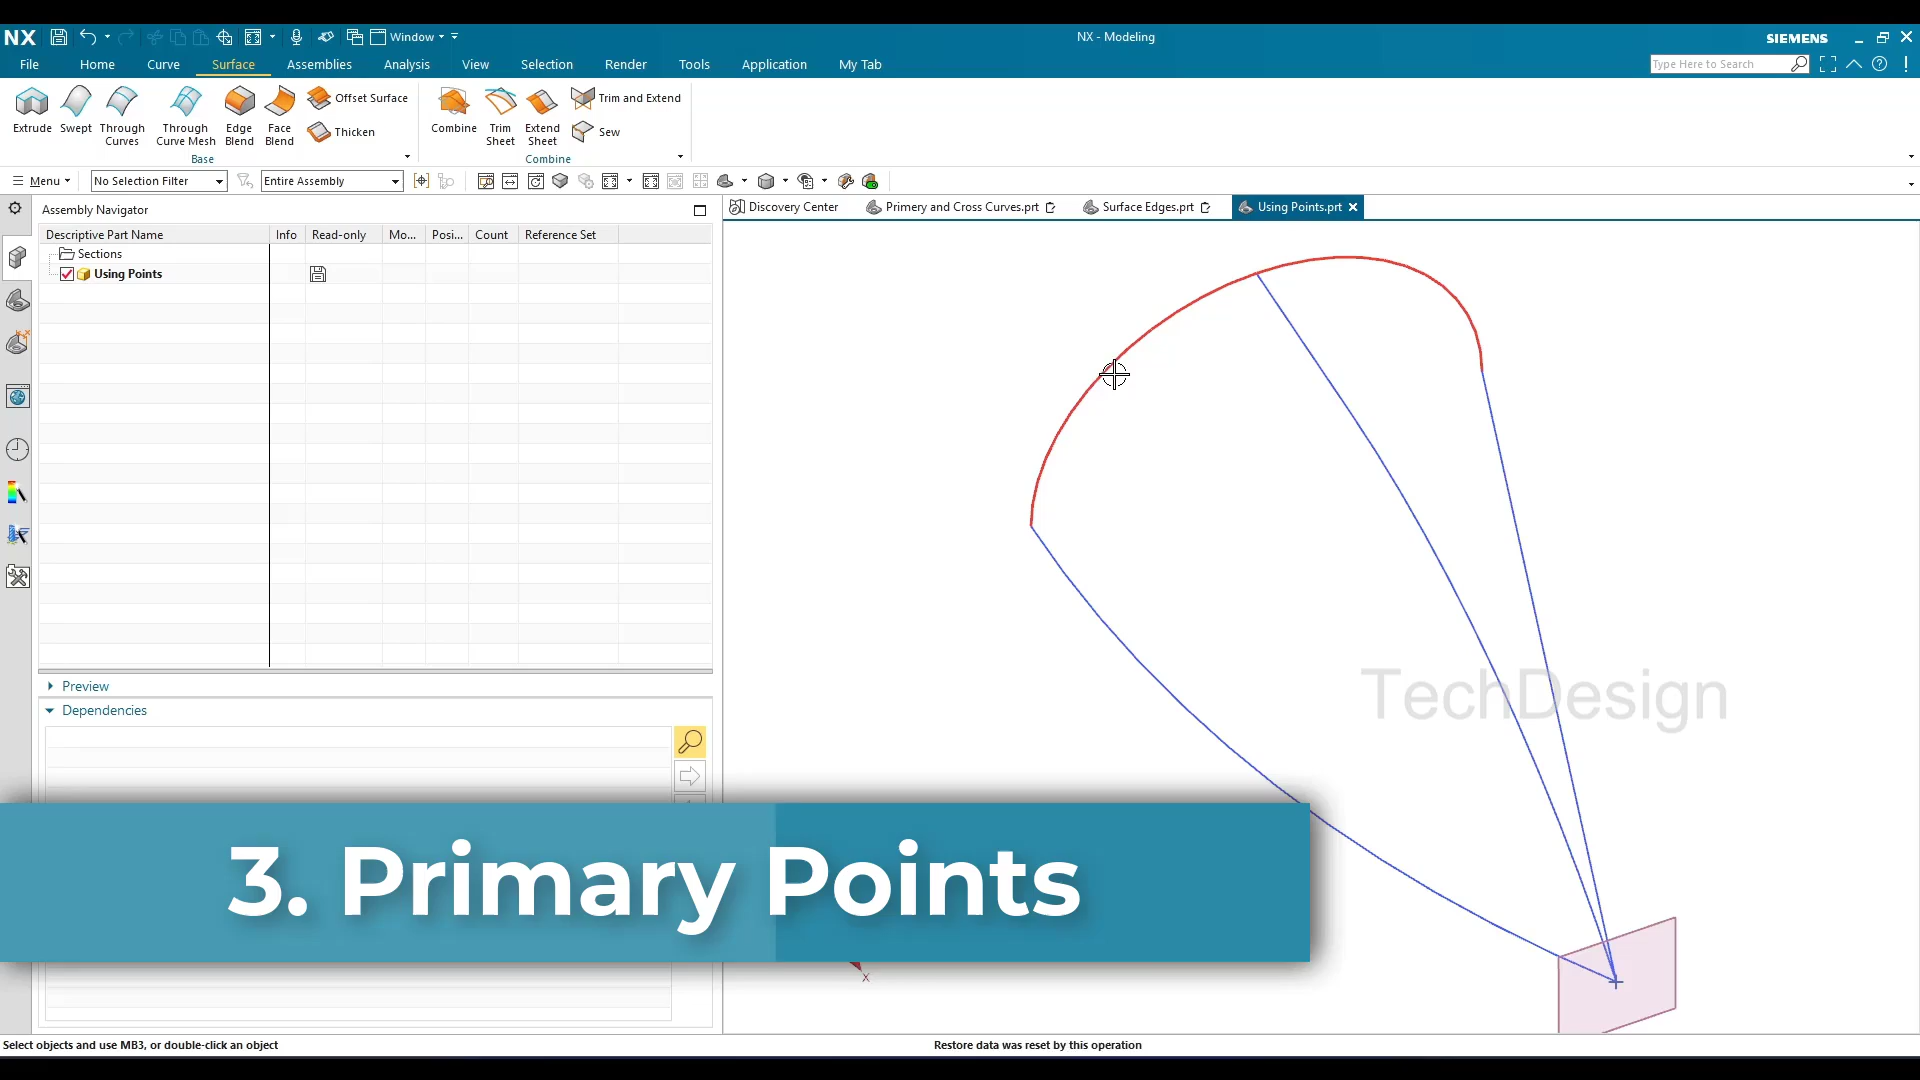 NX
Window
NX - Modeling
SIEMENS
File Home Curve Surface Assemblies Analysis View Selection Render Tools Application My Tab
Type Here to Search
Extrude
Swept
Through
Curves
Through
Curve Mesh
Edge
Blend
Face
Blend
Offset Surface
Thicken
Base
Combine
Trim
Sheet
Extend
Sheet
Trim and Extend
Sew
Combine
Menu
No Selection Filter
Entire Assembly
Assembly Navigator
Discovery Center
Primery and Cross Curves.prt
Surface Edges.prt
Using Points.prt
Descriptive Part Name Info Read-only Mo... Posi... Count Reference Set
Sections
Using Points
Preview
Dependencies
TechDesign
3. Primary Points
X
Select objects and use MB3, or double-click an object
Restore data was reset by this operation